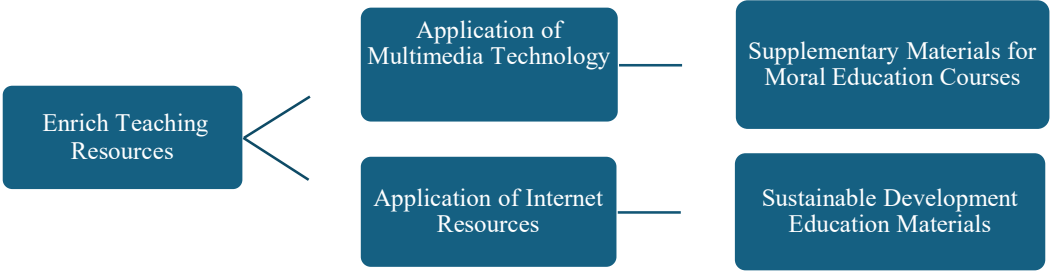 Enrich Teaching
Resources
Application of
Multimedia Technology
Supplementary Materials for
Moral Education Courses
Application of Internet
Resources
Sustainable Development
Education Materials